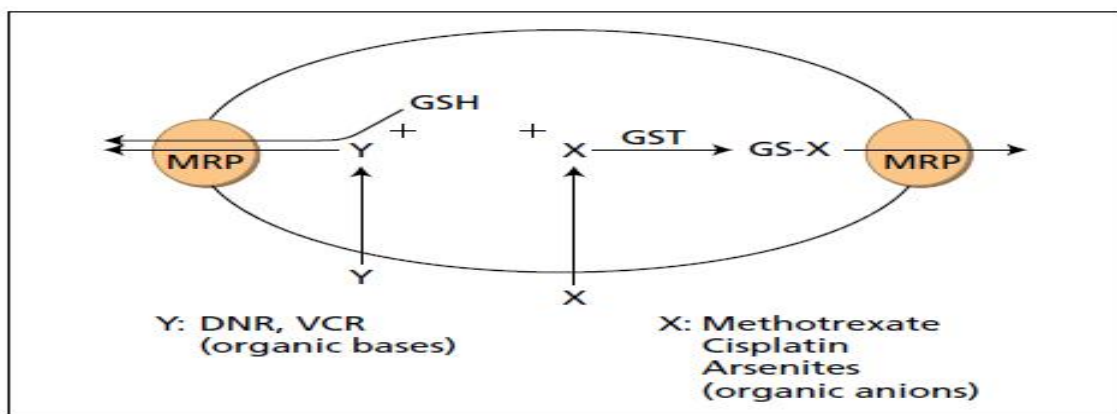 GSH
+ +
MRP Y X GST GS-X MRP
Y X
Y: DNR, VCR
(organic bases)
X: Methotrexate
Cisplatin
Arsenites
(organic anions)